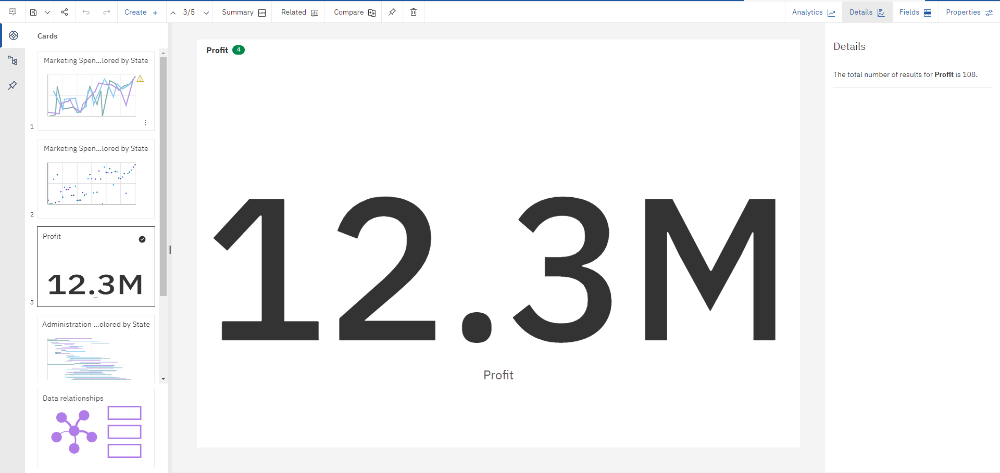 Create +
3/5
Summary
Related
Compare
Analytics
Details
Fields
Properties
Cards
Marketing Spen...lored by State
1
Marketing Spen...lored by State
2
Profit
12.3M
3
Administration ...olored by State
Data relationships
Profit 4
12.3M
Profit
Details
The total number of results for Profit is 108.